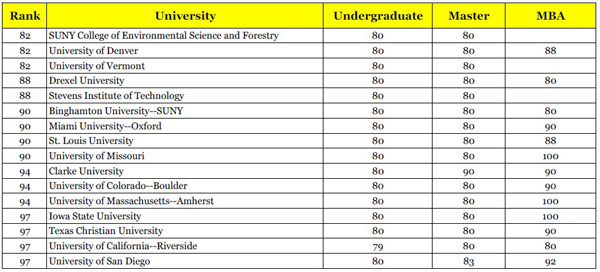 Rank University Undergraduate Master MBA
82 SUNY College of Environmental Science and Forestry 80 80
82 University of Denver 80 80 88
82 University of Vermont 80 80
88 Drexel University 80 80 80
88 Stevens Institute of Technology 80 80
90 Binghamton University--SUNY 80 80 80
90 Miami University--Oxford 80 80 90
90 St. Louis University 80 80 88
90 University of Missouri 80 80 100
94 Clarke University 80 90 90
94 University of Colorado--Boulder 80 80 90
94 University of Massachusetts--Amherst 80 80 100
97 Iowa State University 80 80 100
97 Texas Christian University 80 80 90
97 University of California--Riverside 79 80 80
97 University of San Diego 80 83 92